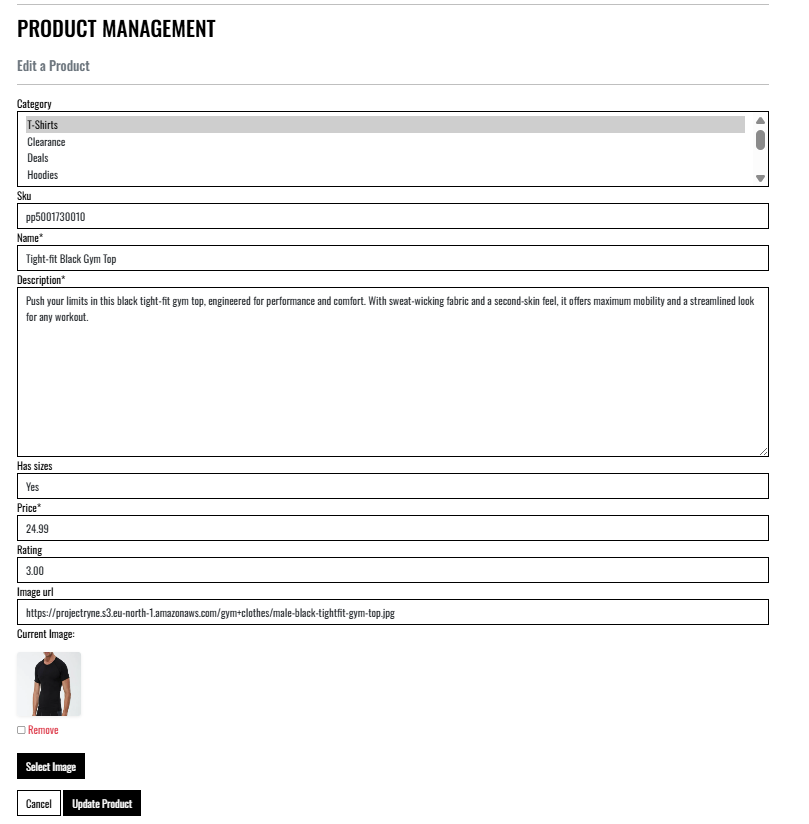 PRODUCT MANAGEMENT
Edit a Product
Category
T-Shirts
Clearance
Deals
Hoodies
Sku
pp5001730010
Name*
Tight-fit Black Gym Top
Description*
Push your limits in this black tight-fit gym top, engineered for performance and comfort. With sweat-wicking fabric and a second-skin feel, it offers maximum mobility and a streamlined look
for any workout.
Has sizes
Yes
Price*
24.99
Rating
3.00
Image url
https://projectryne.s3.eu-north-1.amazonaws.com/gym+clothes/male-black-tightfit-gym-top.jpg
Current Image:
Remove
Select Image
Cancel Update Product